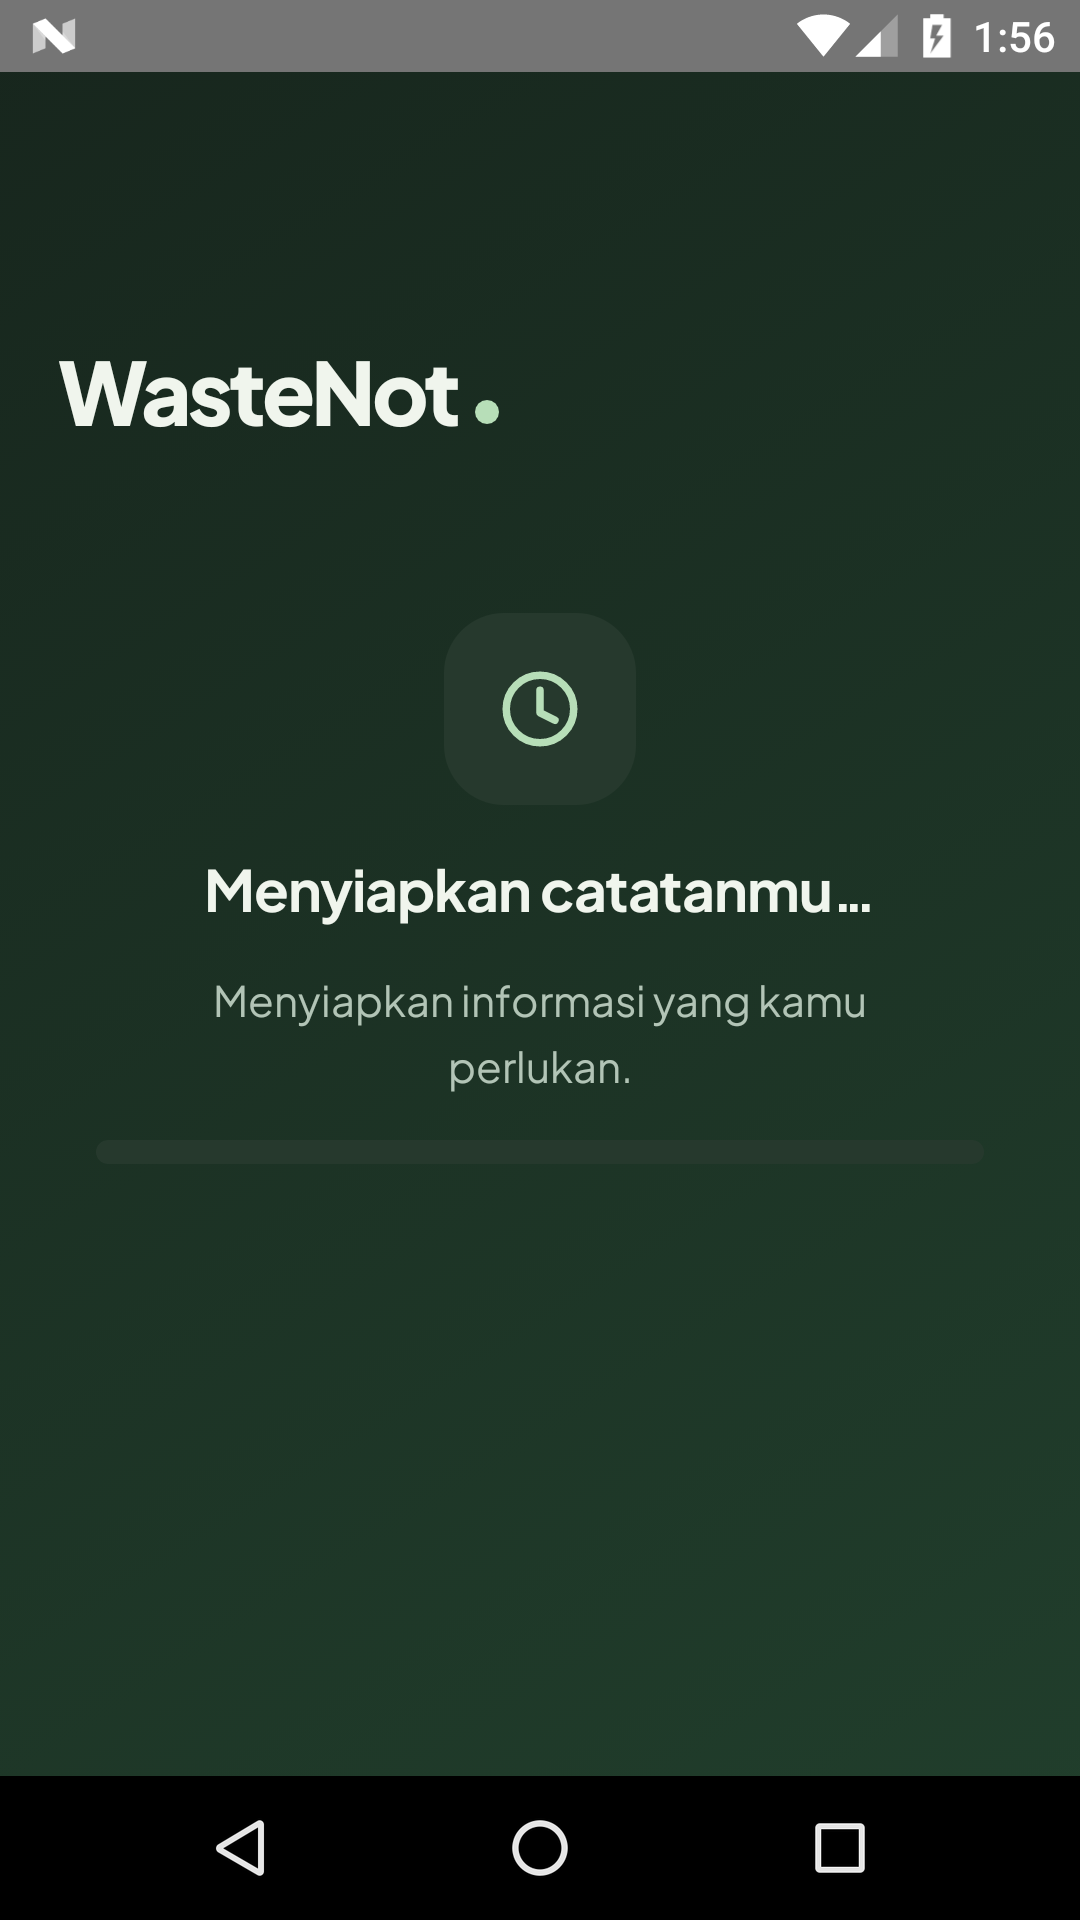 1:56
WasteNot.
Menyiapkan catatanmu...
Menyiapkan informasi yang kamu
perlukan.